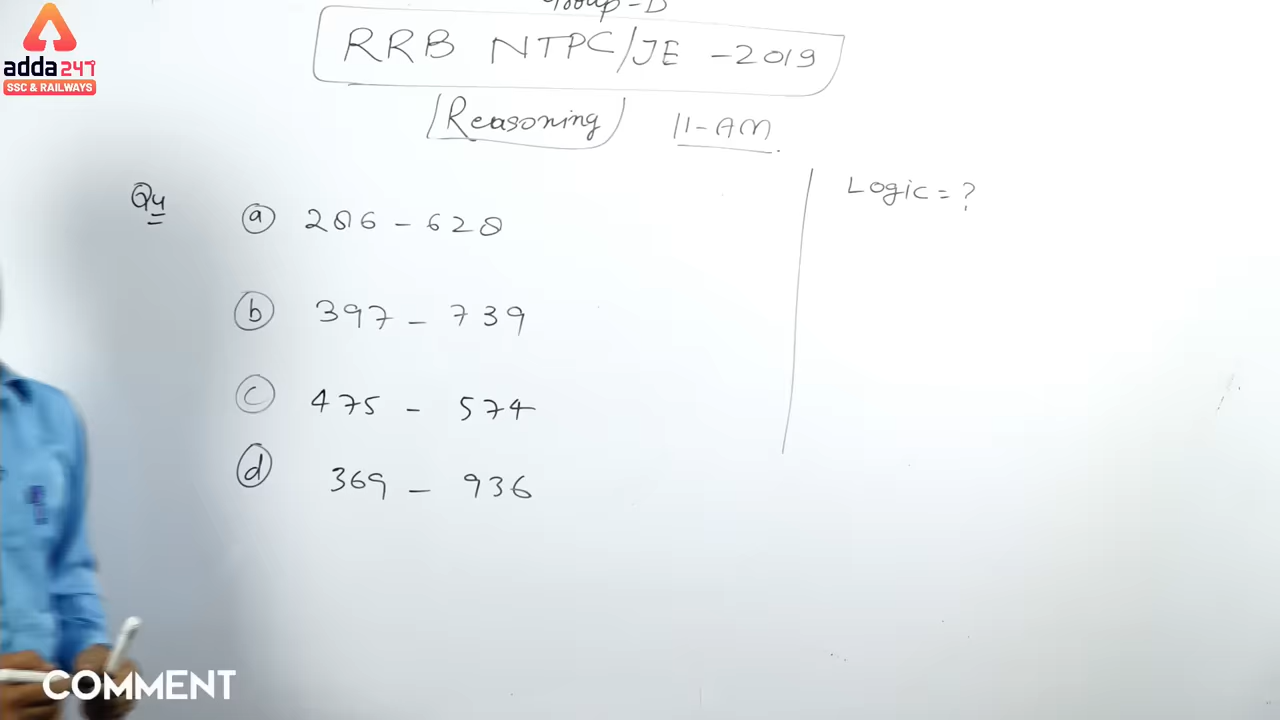 Group-D
RRB NTPC/JE -2019
Reasoning 11-AM
adda247
SSC & RAILWAYS
Logic = ?
Q4
(a) 286 - 628
(b) 397 - 739
(c) 475 - 574
(d) 369 - 936
COMMENT